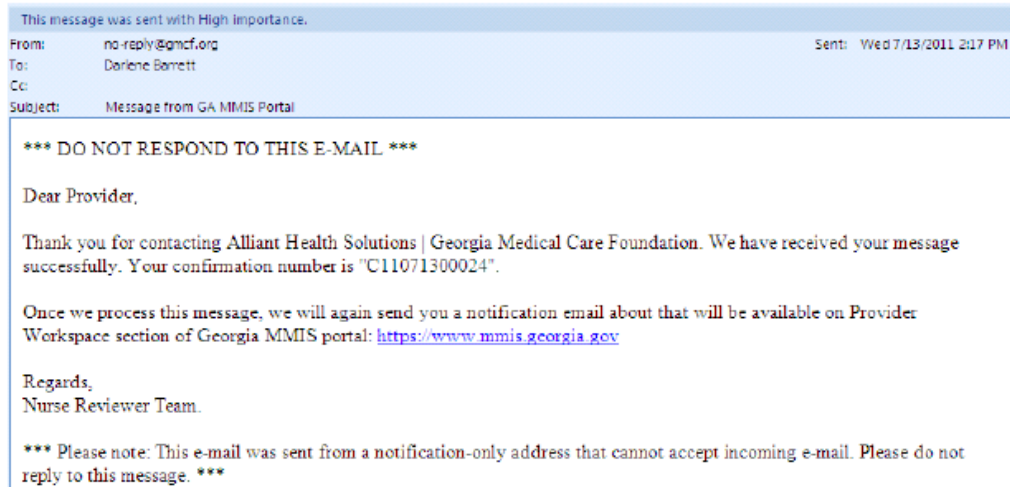 This message was sent with High importance.
From: no-reply@gmcf.org Sent: Wed 7/13/2011 2:17 PM
To: Darlene Barrett
Cc:
Subject: Message from GA MMIS Portal
*** DO NOT RESPOND TO THIS E-MAIL ***
Dear Provider,
Thank you for contacting Alliant Health Solutions | Georgia Medical Care Foundation. We have received your message
successfully. Your confirmation number is "C11071300024".
Once we process this message, we will again send you a notification email about that will be available on Provider
Workspace section of Georgia MMIS portal: https://www.mmis.georgia.gov
Regards,
Nurse Reviewer Team.
*** Please note: This e-mail was sent from a notification-only address that cannot accept incoming e-mail. Please do not
reply to this message. ***